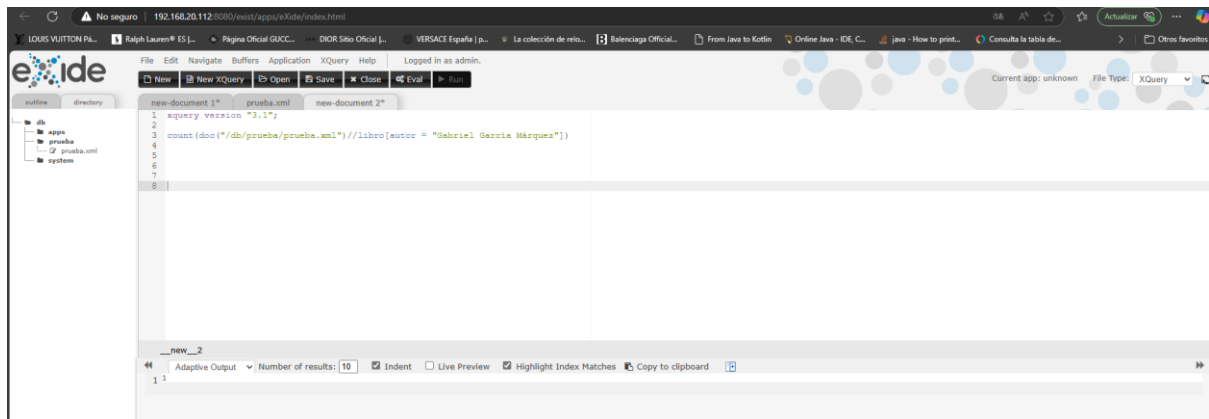 No seguro 192.168.20.112:8080/exist/apps/eXide/index.html
Actualizar
LOUIS VUITTON Pá... Ralph Lauren® ES |... Página Oficial GUCC... DIOR Sitio Oficial |... VERSACE España | p... La colección de relo... Balenciaga Official... From Java to Kotlin Online Java - IDE, C... java - How to print... Consulta la tabla de... Otros favoritos
eXide
File Edit Navigate Buffers Application XQuery Help Logged in as admin.
New New XQuery Open Save Close Eval Run
Current app: unknown File Type: XQuery
outline directory
new-document 1* prueba.xml new-document 2*
db
apps
prueba
prueba.xml
system
1 xquery version "3.1";
2
3 count(doc("/db/prueba/prueba.xml")//libro[autor = "Gabriel García Márquez"])
4
5
6
7
8
__new__2
Adaptive Output Number of results: 10 Indent Live Preview Highlight Index Matches Copy to clipboard
1 1